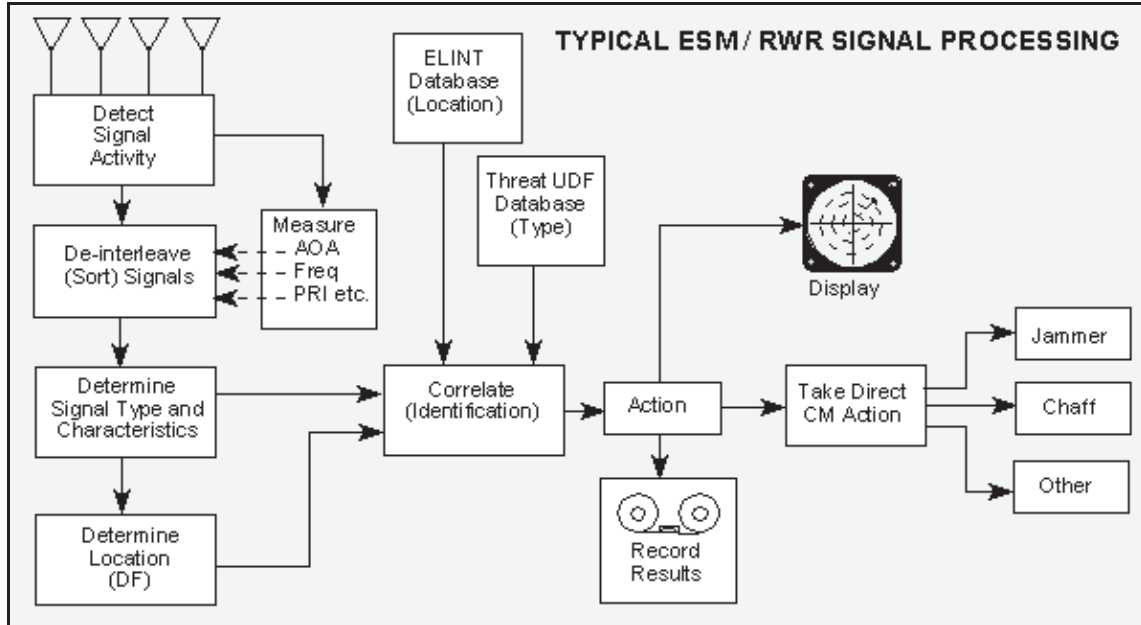 TYPICAL ESM/ RWR SIGNAL PROCESSING
Detect
Signal
Activity
ELINT
Database
(Location)
Threat UDF
Database
(Type)
Measure
AOA
Freq
PRI etc.
De-interleave
(Sort) Signals
Display
Determine
Signal Type and
Characteristics
Correlate
(Identification)
Action
Take Direct
CM Action
Jammer
Chaff
Other
Determine
Location
(DF)
Record
Results